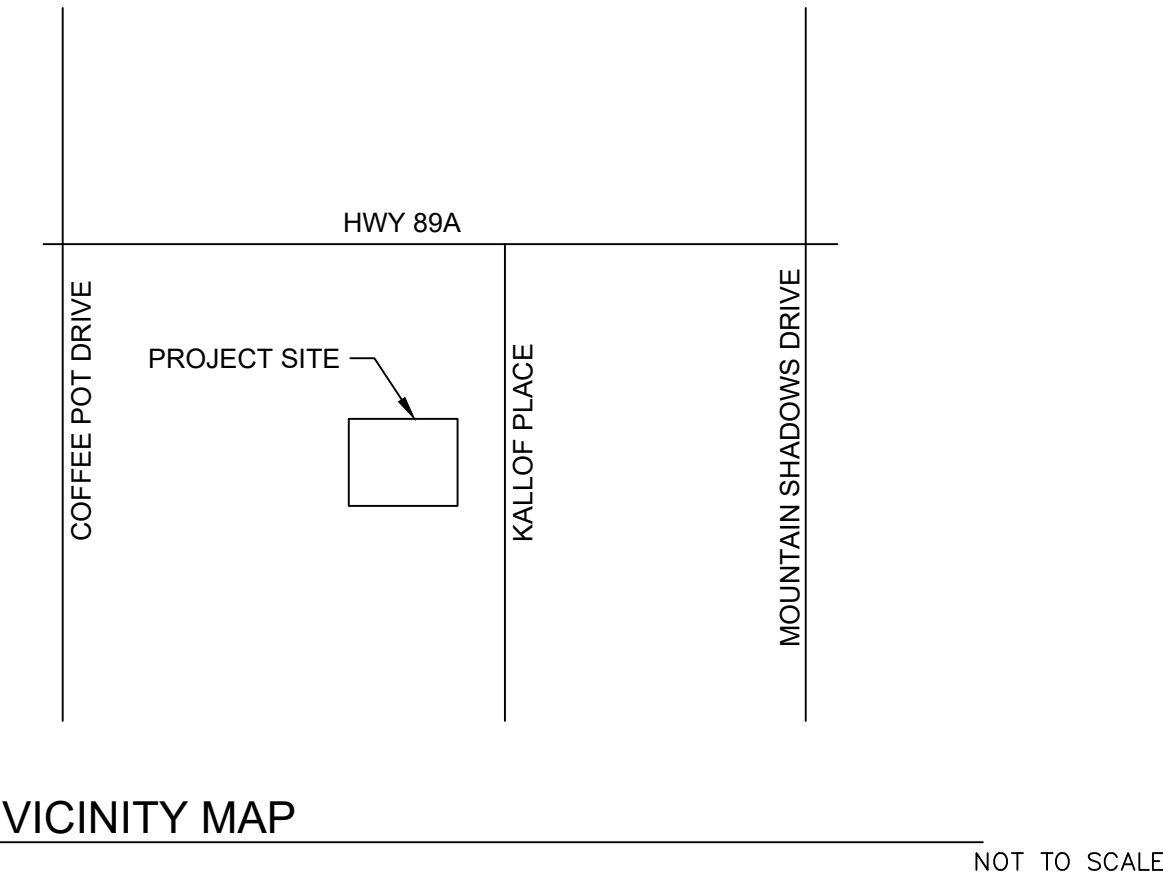 HWY 89A
COFFEE POT DRIVE
PROJECT SITE
KALLOF PLACE
MOUNTAIN SHADOWS DRIVE
VICINITY MAP
NOT TO SCALE